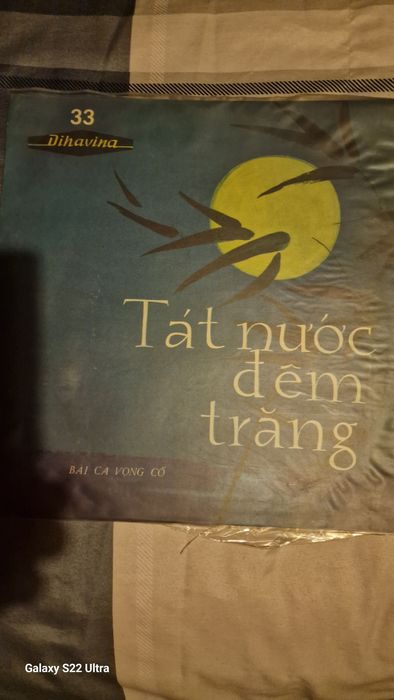 33
Dihavina
Tát nước
đêm
trăng
BÀI CA VỌNG CỔ
Galaxy S22 Ultra